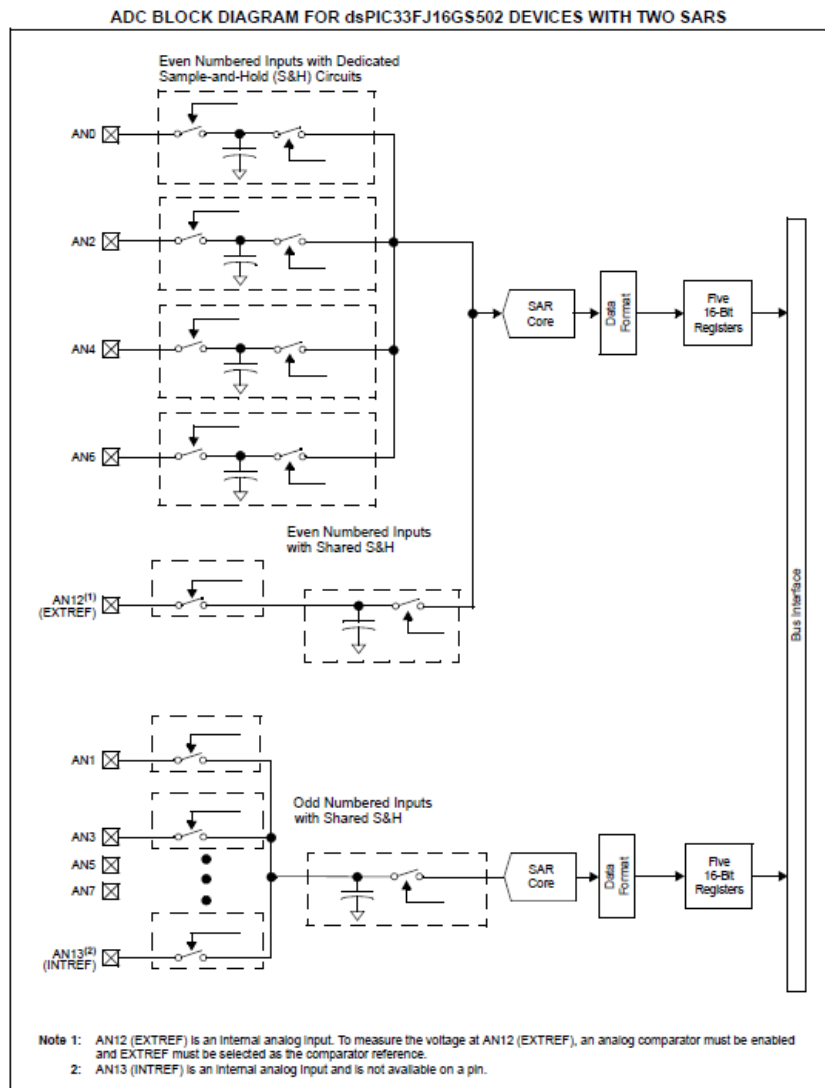 ADC BLOCK DIAGRAM FOR dsPIC33FJ16GS502 DEVICES WITH TWO SARS
Even Numbered Inputs with Dedicated
Sample-and-Hold (S&H) Circuits
AN0
AN2
AN4
AN6
SAR
Core
Data
Format
Five
16-Bit
Registers
Even Numbered Inputs
with Shared S&H
AN12(1)
(EXTREF)
Bus Interface
AN1
AN3
AN5
AN7
AN13(2)
(INTREF)
Odd Numbered Inputs
with Shared S&H
SAR
Core
Data
Format
Five
16-Bit
Registers
Note 1: AN12 (EXTREF) is an internal analog input. To measure the voltage at AN12 (EXTREF), an analog comparator must be enabled
and EXTREF must be selected as the comparator reference.
2: AN13 (INTREF) is an internal analog input and is not available on a pin.